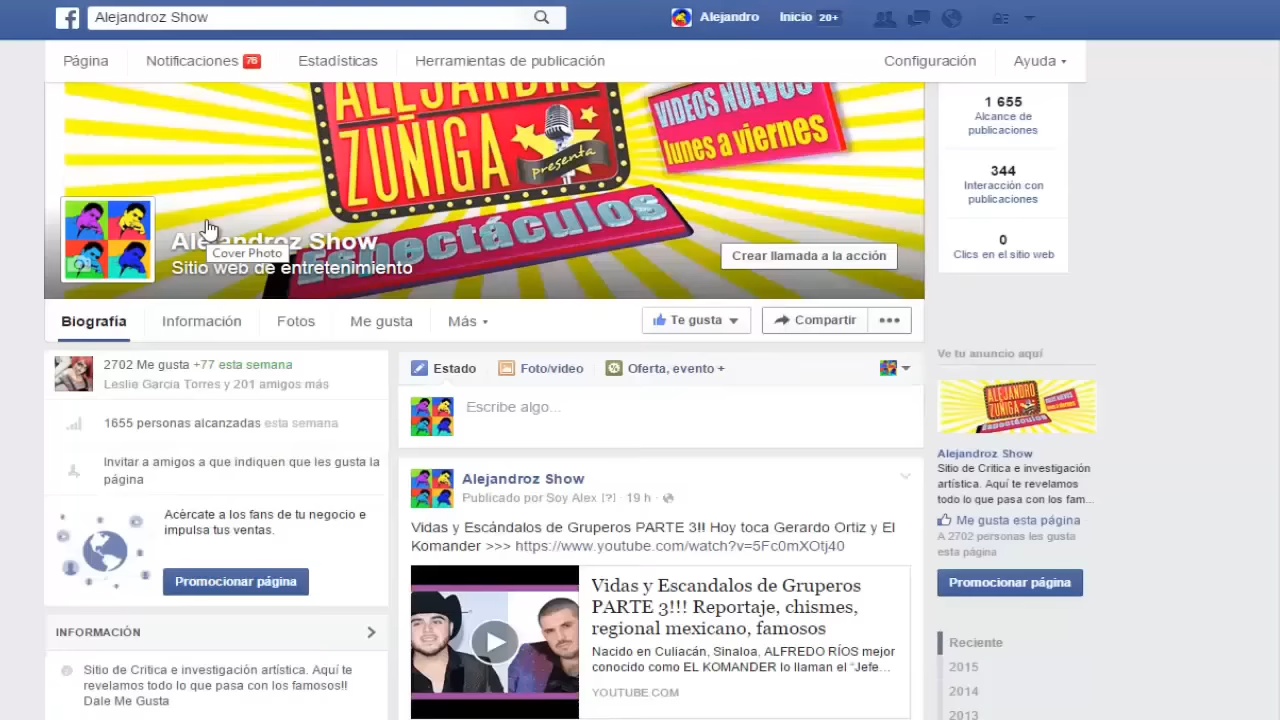 Alejandroz Show
Alejandro
Inicio 20+
Página
Notificaciones 76
Estadísticas
Herramientas de publicación
Configuración
Ayuda
ALEJANDRO
ZUÑIGA
presenta
VIDEOS NUEVOS
lunes a viernes
Espectáculos
Alejandroz Show
Cover Photo
Sitio web de entretenimiento
Crear llamada a la acción
1 655
Alcance de
publicaciones
344
Interacción con
publicaciones
0
Clics en el sitio web
Biografía
Información
Fotos
Me gusta
Más
Te gusta
Compartir
2702 Me gusta +77 esta semana
Leslie Garcia Torres y 201 amigos más
1655 personas alcanzadas esta semana
Invitar a amigos a que indiquen que les gusta la
página
Acércate a los fans de tu negocio e
impulsa tus ventas.
Promocionar página
INFORMACIÓN
Sitio de Critica e investigación artística. Aquí te
revelamos todo lo que pasa con los famosos!!
Dale Me Gusta
Estado
Foto/video
Oferta, evento +
Escribe algo...
Alejandroz Show
Publicado por Soy Alex [?] · 19 h ·
Vidas y Escándalos de Gruperos PARTE 3!! Hoy toca Gerardo Ortiz y El
Komander >>> https://www.youtube.com/watch?v=5Fc0mXOtj40
Vidas y Escandalos de Gruperos
PARTE 3!!! Reportaje, chismes,
regional mexicano, famosos
Nacido en Culiacán, Sinaloa, ALFREDO RÍOS mejor
conocido como EL KOMANDER lo llaman el "Jefe...
YOUTUBE.COM
Ve tu anuncio aquí
ALEJANDRO
ZUÑIGA
Espectáculos
Alejandroz Show
Sitio de Critica e investigación
artística. Aquí te revelamos
todo lo que pasa con los fam...
Me gusta esta página
A 2702 personas les gusta
esta página
Promocionar página
Reciente
2015
2014
2013